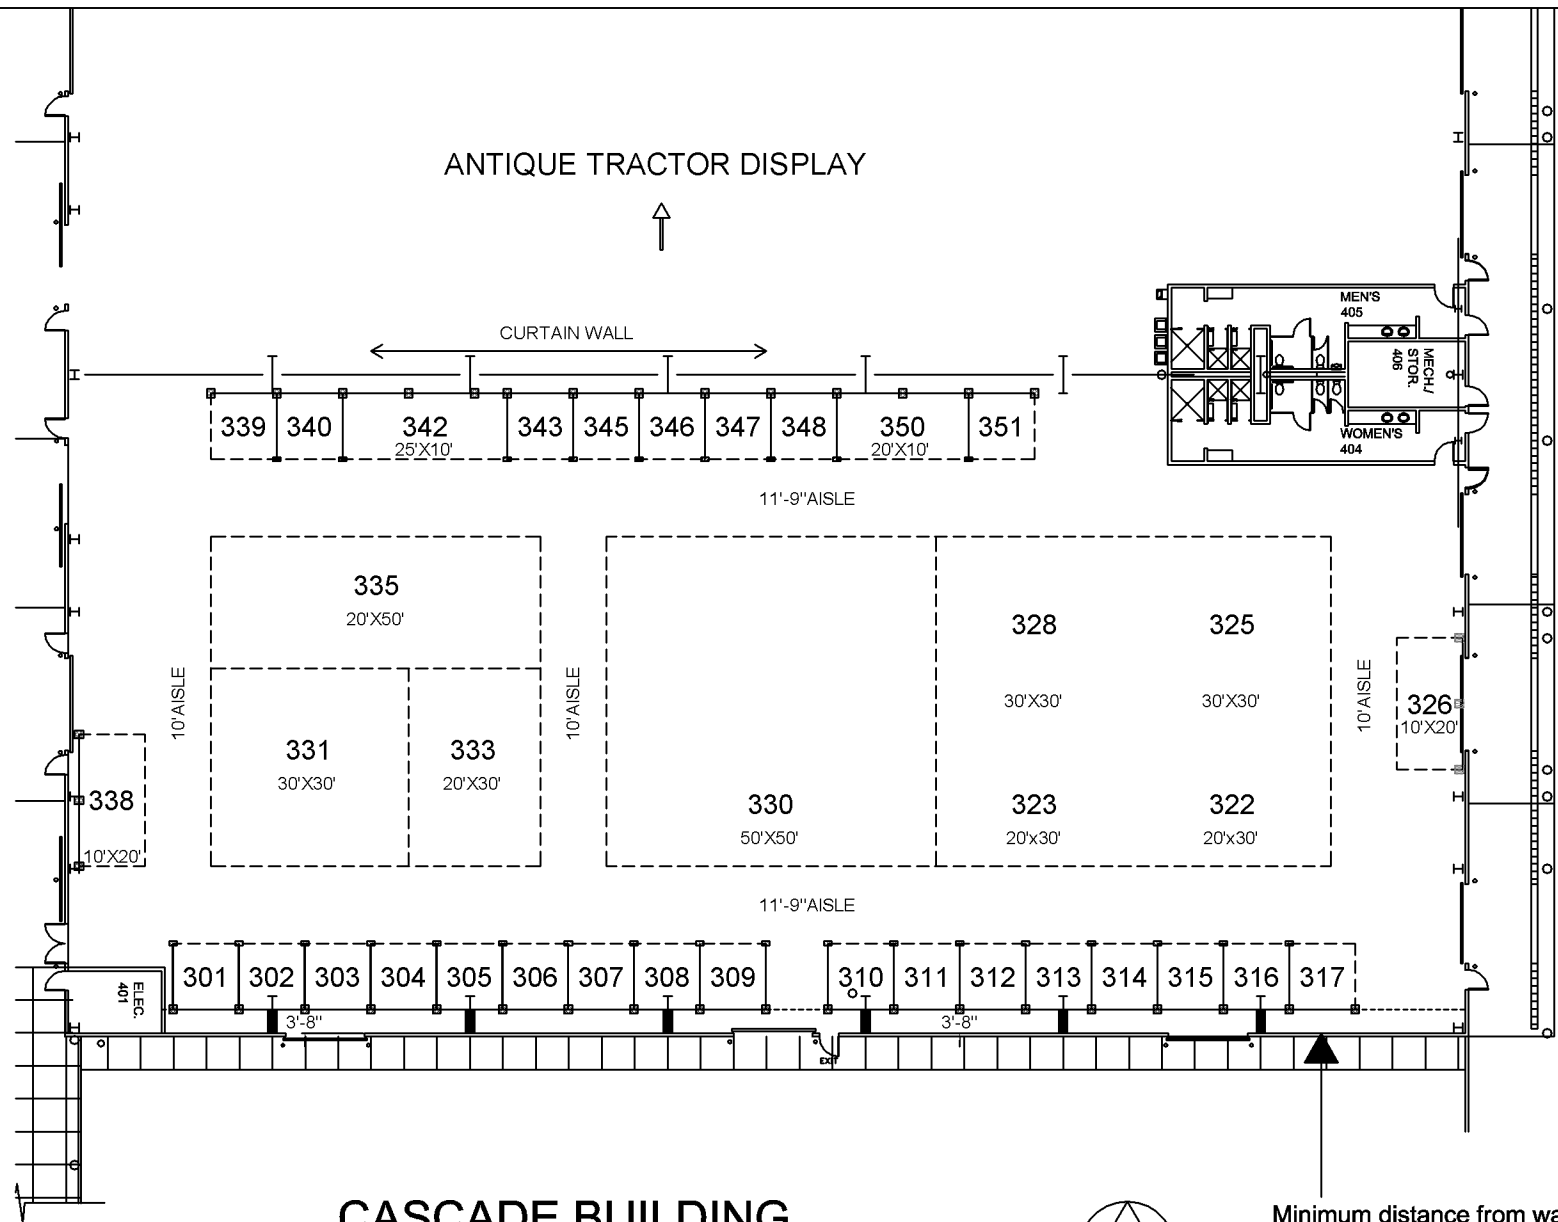 ANTIQUE TRACTOR DISPLAY
MEN'S
405
CURTAIN WALL
MECH./
STOR.
406
339 340 342 343 345 346 347 348 350 351
25'X10' 20'X10'
WOMEN'S
404
11'-9"AISLE
335
20'X50'
328 325
30'X30' 30'X30'
10'AISLE
10'AISLE
10'AISLE
326
10'X20'
331 333
30'X30' 20'X30'
338
10'X20'
330 323 322
50'X50' 20'x30' 20'x30'
11'-9"AISLE
301 302 303 304 305 306 307 308 309 310 311 312 313 314 315 316 317
ELEC.
401
3'-8" 3'-8"
EXIT
CASCADE BUILDING
Minimum distance from